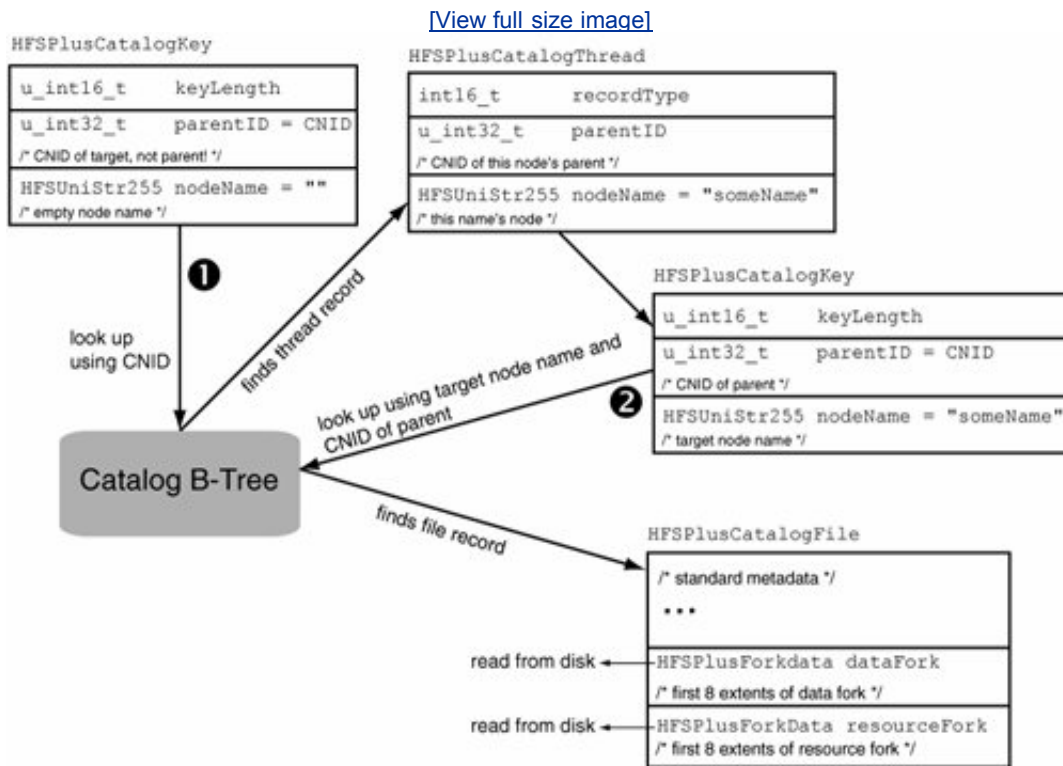 [View full size image]
HFSPlusCatalogKey
u_int16_t keyLength
u_int32_t parentID = CNID
/* CNID of target, not parent! */
HFSUniStr255 nodeName = ""
/* empty node name */
HFSPlusCatalogThread
int16_t recordType
u_int32_t parentID
/* CNID of this node's parent */
HFSUniStr255 nodeName = "someName"
/* this name's node */
❶
look up
using CNID
finds thread record
HFSPlusCatalogKey
u_int16_t keyLength
u_int32_t parentID = CNID
/* CNID of parent */
HFSUniStr255 nodeName = "someName"
/* target node name */
❷
look up using target node name and
CNID of parent
Catalog B-Tree
finds file record
HFSPlusCatalogFile
/* standard metadata */
...
read from disk
HFSPlusForkdata dataFork
/* first 8 extents of data fork */
read from disk
HFSPlusForkData resourceFork
/* first 8 extents of resource fork */